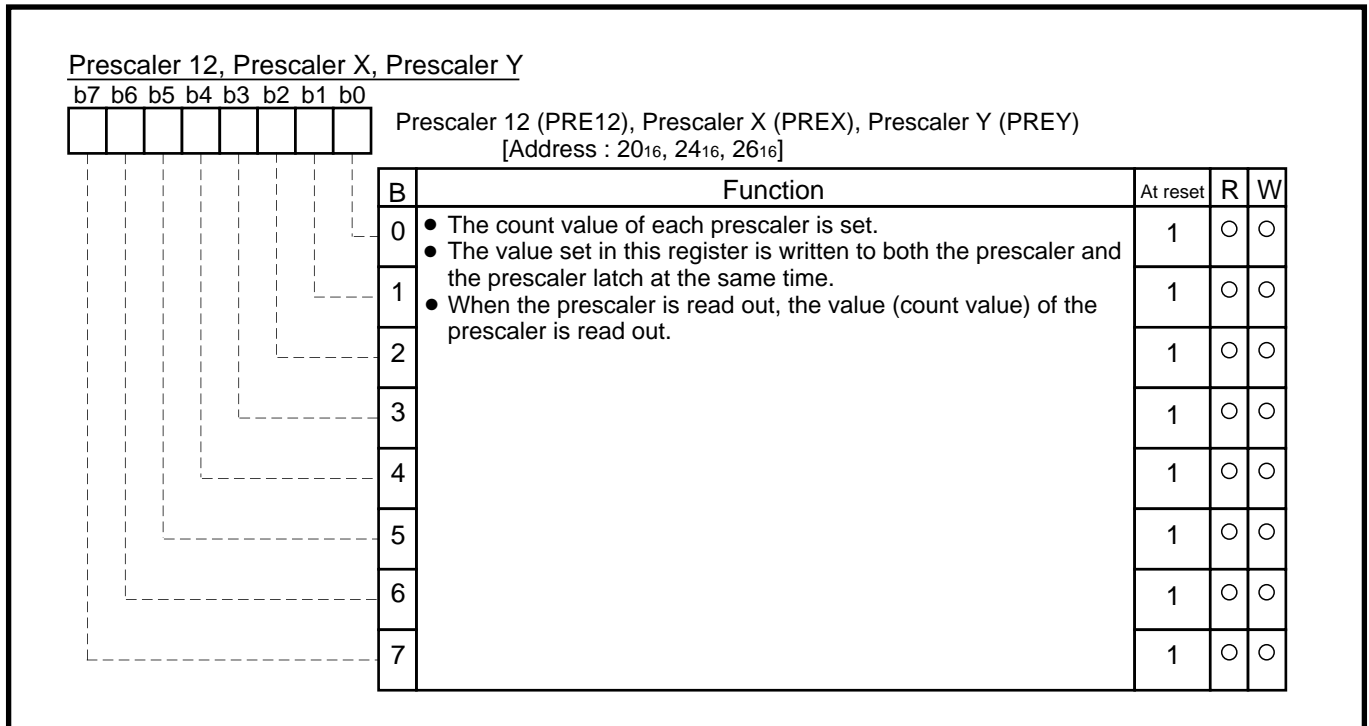 Prescaler 12, Prescaler X, Prescaler Y
b7 b6 b5 b4 b3 b2 b1 b0
Prescaler 12 (PRE12), Prescaler X (PREX), Prescaler Y (PREY)
[Address : 2016, 2416, 2616]
B Function At reset R W
0 ● The count value of each prescaler is set. 1 ○ ○
● The value set in this register is written to both the prescaler and
the prescaler latch at the same time.
1 1 ○ ○
● When the prescaler is read out, the value (count value) of the
prescaler is read out.
2 1 ○ ○
3 1 ○ ○
4 1 ○ ○
5 1 ○ ○
6 1 ○ ○
7 1 ○ ○